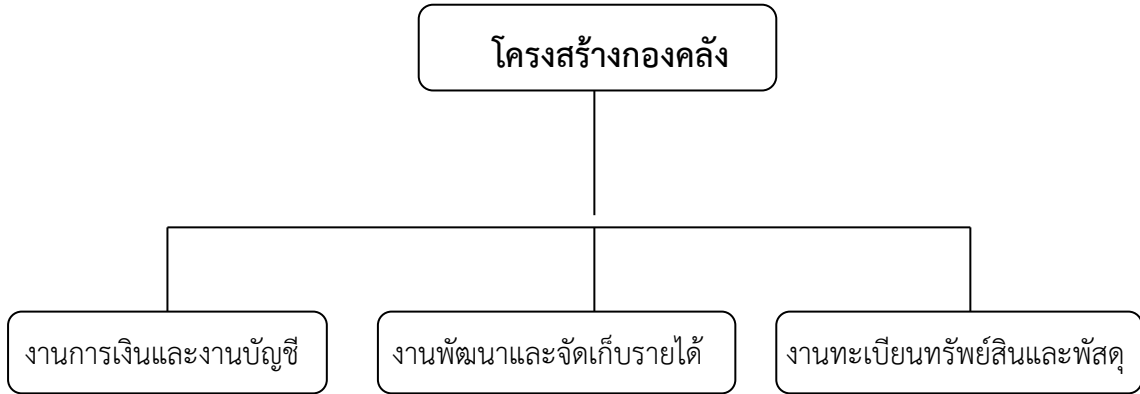 โครงสร้างกองคลัง
งานการเงินและงานบัญชี
งานพัฒนาและจัดเก็บรายได้
งานทะเบียนทรัพย์สินและพัสดุ